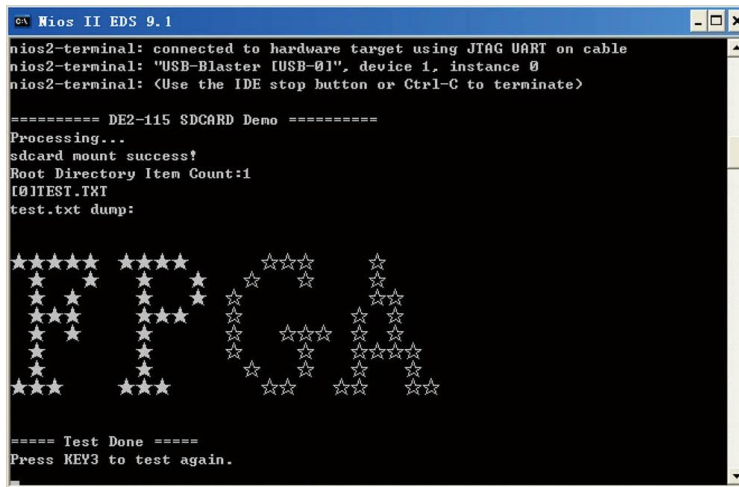 Nios II EDS 9.1
nios2-terminal: connected to hardware target using JTAG UART on cable
nios2-terminal: "USB-Blaster [USB-0]", device 1, instance 0
nios2-terminal: (Use the IDE stop button or Ctrl-C to terminate)
========== DE2-115 SDCARD Demo ==========
Processing...
sdcard mount success!
Root Directory Item Count:1
[0]TEST.TXT
test.txt dump:
FPGA
===== Test Done =====
Press KEY3 to test again.